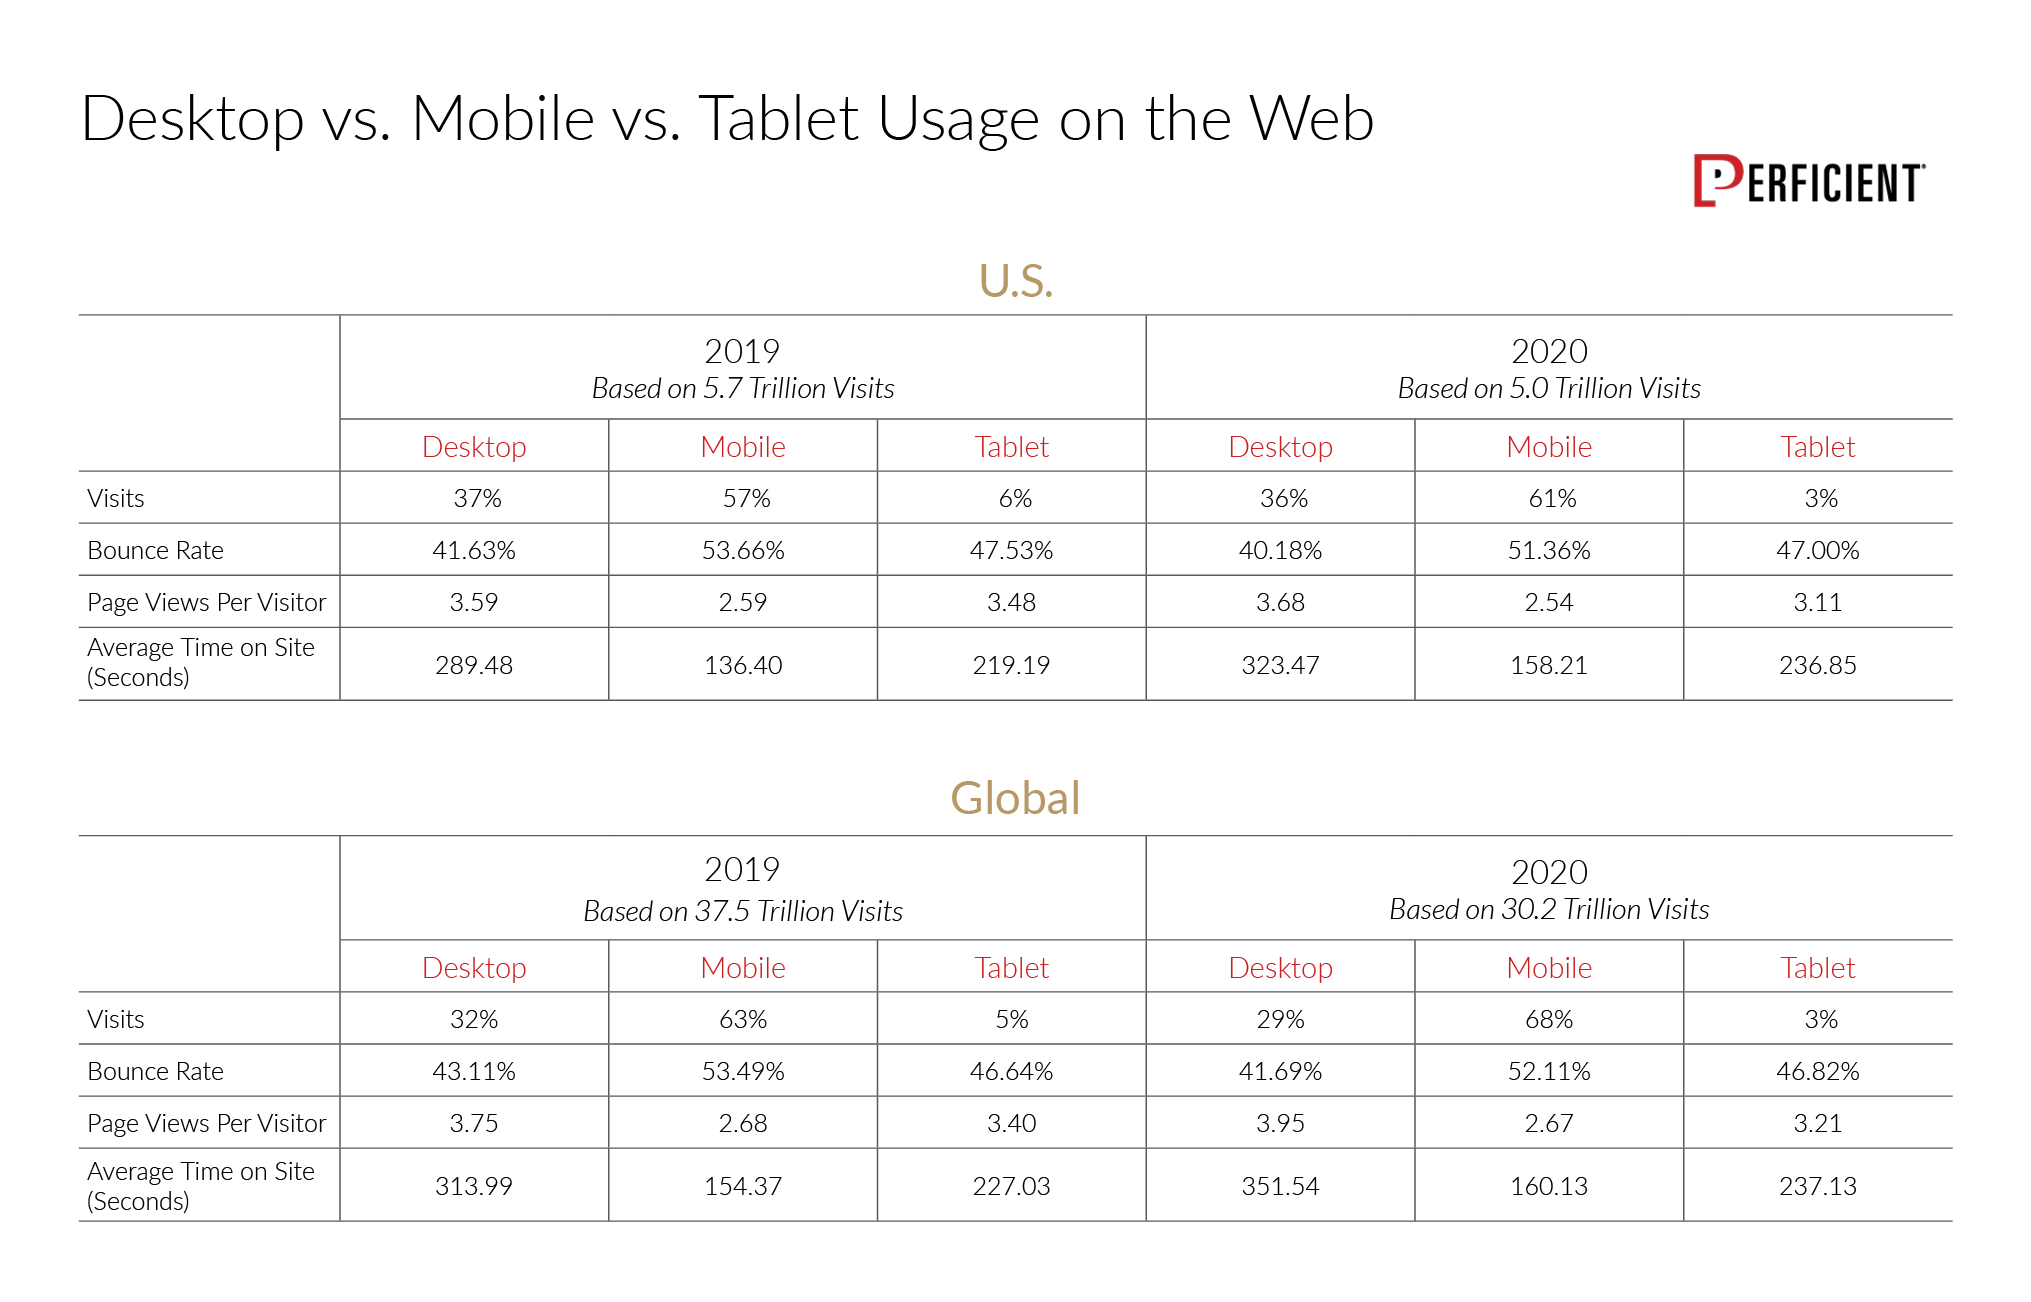 Desktop vs. Mobile vs. Tablet Usage on the Web
PERFICIENT
U.S.
2019 2020
Based on 5.7 Trillion Visits Based on 5.0 Trillion Visits
Desktop Mobile Tablet Desktop Mobile Tablet
Visits 37% 57% 6% 36% 61% 3%
Bounce Rate 41.63% 53.66% 47.53% 40.18% 51.36% 47.00%
Page Views Per Visitor 3.59 2.59 3.48 3.68 2.54 3.11
Average Time on Site
(Seconds) 289.48 136.40 219.19 323.47 158.21 236.85
Global
2019 2020
Based on 37.5 Trillion Visits Based on 30.2 Trillion Visits
Desktop Mobile Tablet Desktop Mobile Tablet
Visits 32% 63% 5% 29% 68% 3%
Bounce Rate 43.11% 53.49% 46.64% 41.69% 52.11% 46.82%
Page Views Per Visitor 3.75 2.68 3.40 3.95 2.67 3.21
Average Time on Site
(Seconds) 313.99 154.37 227.03 351.54 160.13 237.13